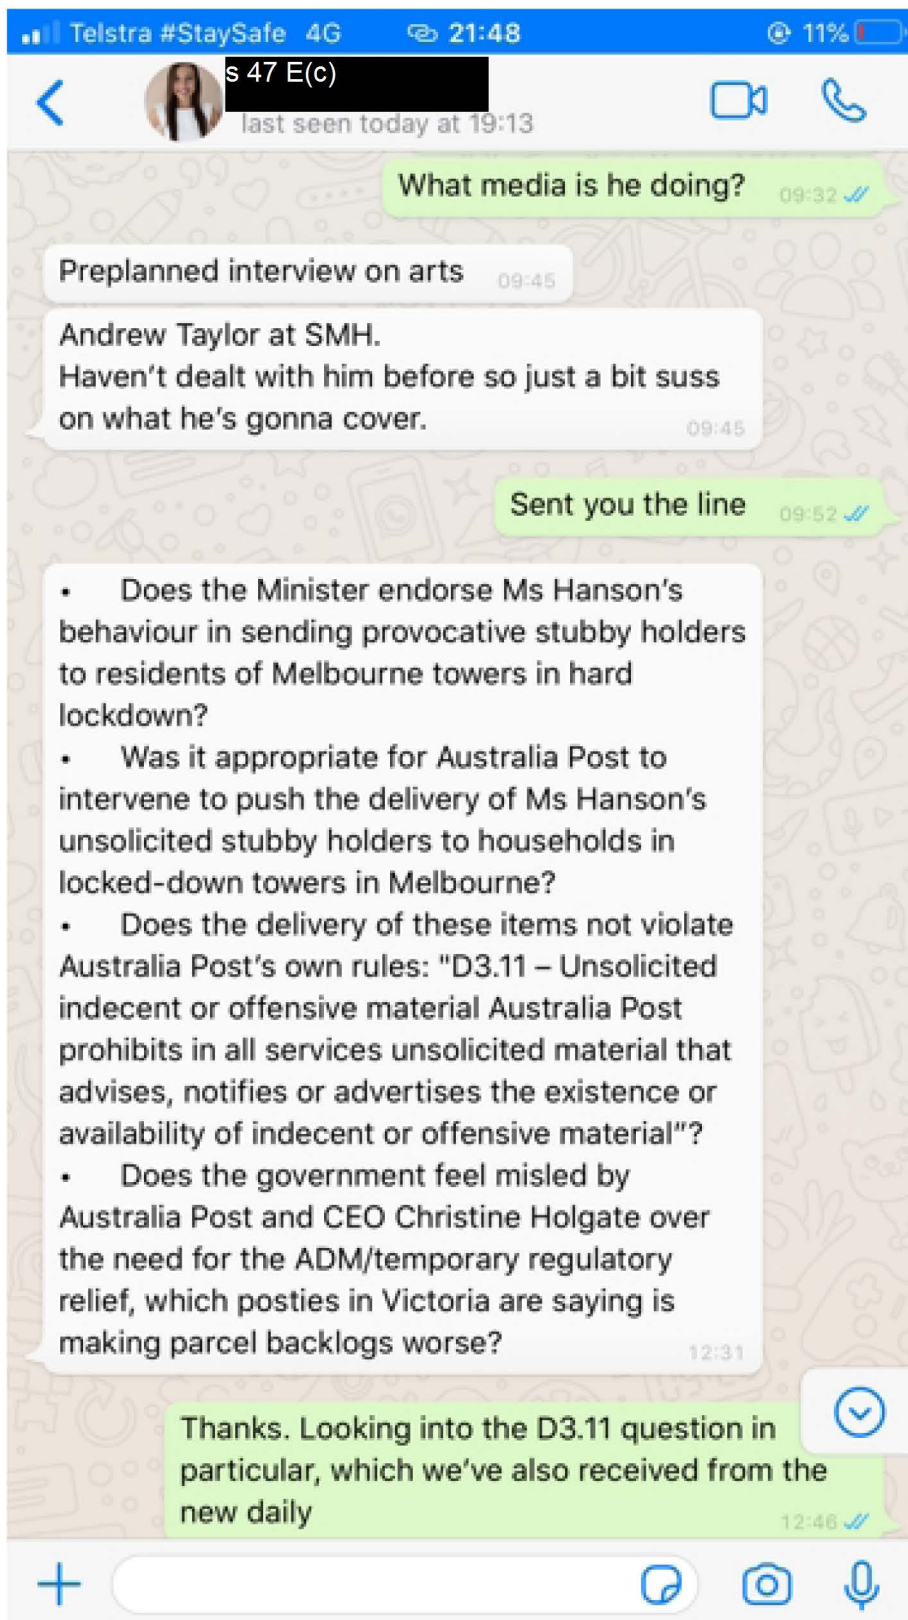 Telstra #StaySafe 4G 21:48 11%
s 47 E(c)
last seen today at 19:13
What media is he doing? 09:32
Preplanned interview on arts 09:45
Andrew Taylor at SMH.
Haven't dealt with him before so just a bit suss
on what he's gonna cover. 09:45
Sent you the line 09:52
• Does the Minister endorse Ms Hanson's
behaviour in sending provocative stubby holders
to residents of Melbourne towers in hard
lockdown?
• Was it appropriate for Australia Post to
intervene to push the delivery of Ms Hanson's
unsolicited stubby holders to households in
locked-down towers in Melbourne?
• Does the delivery of these items not violate
Australia Post's own rules: "D3.11 – Unsolicited
indecent or offensive material Australia Post
prohibits in all services unsolicited material that
advises, notifies or advertises the existence or
availability of indecent or offensive material"?
• Does the government feel misled by
Australia Post and CEO Christine Holgate over
the need for the ADM/temporary regulatory
relief, which posties in Victoria are saying is
making parcel backlogs worse? 12:31
Thanks. Looking into the D3.11 question in
particular, which we've also received from the
new daily 12:46